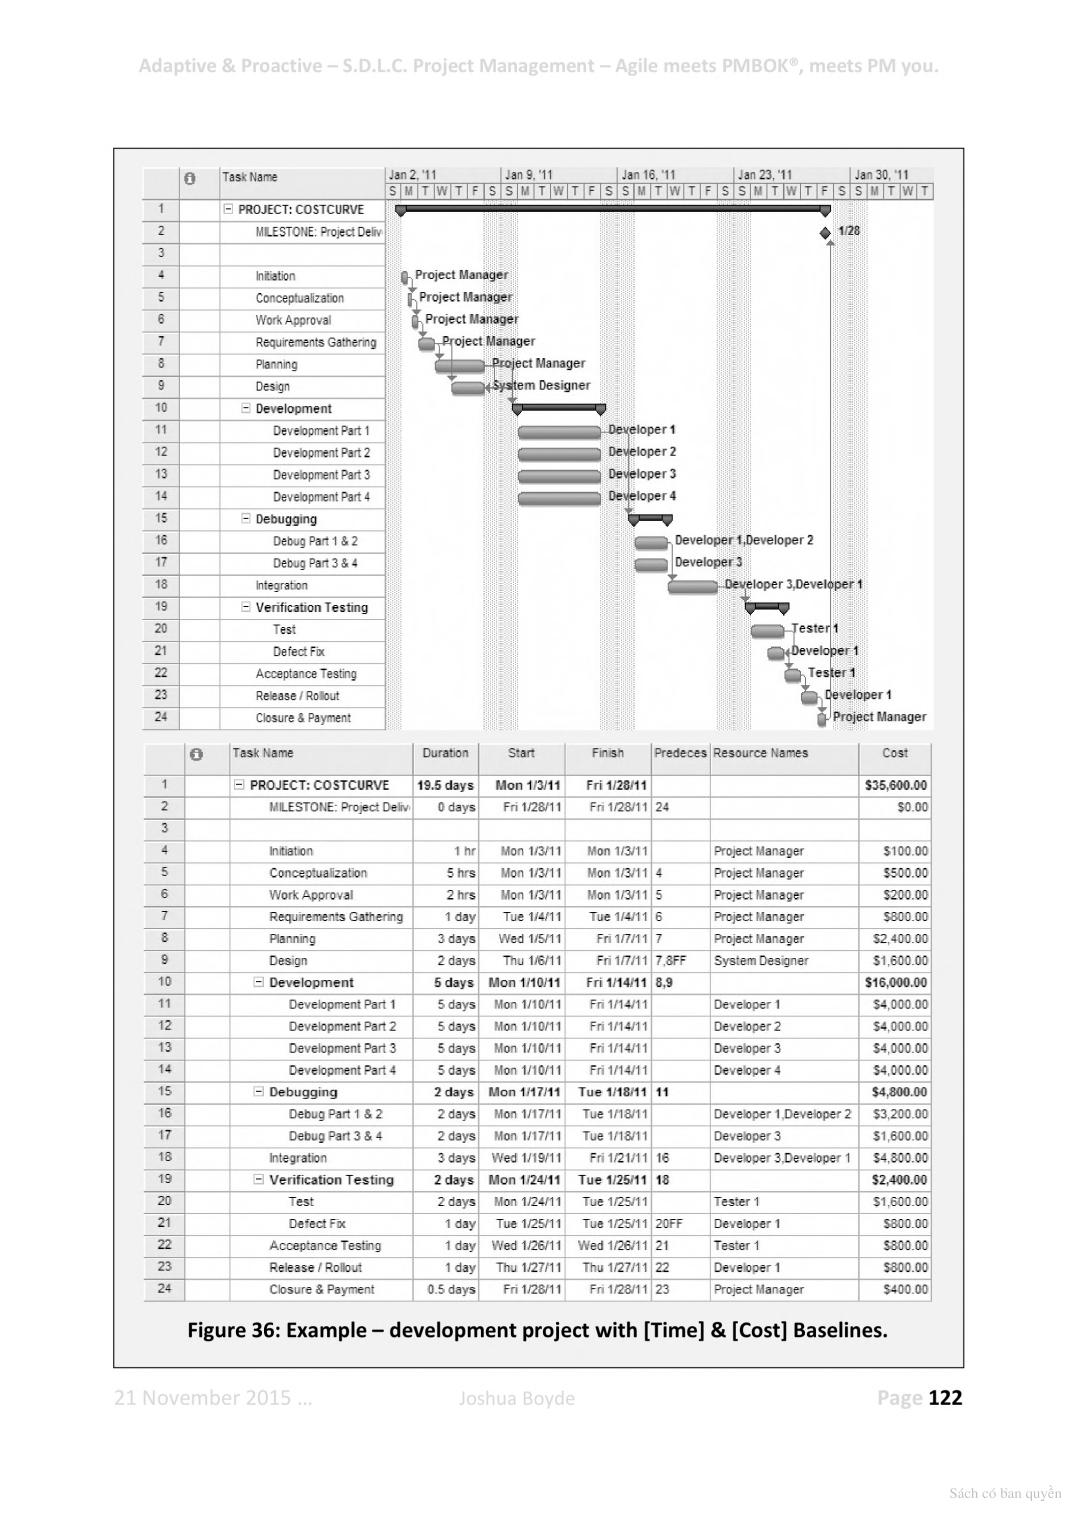 Adaptive & Proactive – S.D.L.C. Project Management – Agile meets PMBOK®, meets PM you.
Task Name Jan 2, '11 Jan 9, '11 Jan 16, '11 Jan 23, '11 Jan 30, '11
S M T W T F S S M T W T F S S M T W T F S S M T W T F S S M T W T
1 PROJECT: COSTCURVE
2 MILESTONE: Project Deliv 1/28
3
4 Initiation Project Manager
5 Conceptualization Project Manager
6 Work Approval Project Manager
7 Requirements Gathering Project Manager
8 Planning Project Manager
9 Design System Designer
10 Development
11 Development Part 1 Developer 1
12 Development Part 2 Developer 2
13 Development Part 3 Developer 3
14 Development Part 4 Developer 4
15 Debugging
16 Debug Part 1 & 2 Developer 1,Developer 2
17 Debug Part 3 & 4 Developer 3
18 Integration Developer 3,Developer 1
19 Verification Testing
20 Test Tester 1
21 Defect Fix Developer 1
22 Acceptance Testing Tester 1
23 Release / Rollout Developer 1
24 Closure & Payment Project Manager
Task Name Duration Start Finish Predeces Resource Names Cost
1 PROJECT: COSTCURVE 19.5 days Mon 1/3/11 Fri 1/28/11 $35,600.00
2 MILESTONE: Project Deliv 0 days Fri 1/28/11 Fri 1/28/11 24 $0.00
3
4 Initiation 1 hr Mon 1/3/11 Mon 1/3/11 Project Manager $100.00
5 Conceptualization 5 hrs Mon 1/3/11 Mon 1/3/11 4 Project Manager $500.00
6 Work Approval 2 hrs Mon 1/3/11 Mon 1/3/11 5 Project Manager $200.00
7 Requirements Gathering 1 day Tue 1/4/11 Tue 1/4/11 6 Project Manager $800.00
8 Planning 3 days Wed 1/5/11 Fri 1/7/11 7 Project Manager $2,400.00
9 Design 2 days Thu 1/6/11 Fri 1/7/11 7,8FF System Designer $1,600.00
10 Development 5 days Mon 1/10/11 Fri 1/14/11 8,9 $16,000.00
11 Development Part 1 5 days Mon 1/10/11 Fri 1/14/11 Developer 1 $4,000.00
12 Development Part 2 5 days Mon 1/10/11 Fri 1/14/11 Developer 2 $4,000.00
13 Development Part 3 5 days Mon 1/10/11 Fri 1/14/11 Developer 3 $4,000.00
14 Development Part 4 5 days Mon 1/10/11 Fri 1/14/11 Developer 4 $4,000.00
15 Debugging 2 days Mon 1/17/11 Tue 1/18/11 11 $4,800.00
16 Debug Part 1 & 2 2 days Mon 1/17/11 Tue 1/18/11 Developer 1,Developer 2 $3,200.00
17 Debug Part 3 & 4 2 days Mon 1/17/11 Tue 1/18/11 Developer 3 $1,600.00
18 Integration 3 days Wed 1/19/11 Fri 1/21/11 16 Developer 3,Developer 1 $4,800.00
19 Verification Testing 2 days Mon 1/24/11 Tue 1/25/11 18 $2,400.00
20 Test 2 days Mon 1/24/11 Tue 1/25/11 Tester 1 $1,600.00
21 Defect Fix 1 day Tue 1/25/11 Tue 1/25/11 20FF Developer 1 $800.00
22 Acceptance Testing 1 day Wed 1/26/11 Wed 1/26/11 21 Tester 1 $800.00
23 Release / Rollout 1 day Thu 1/27/11 Thu 1/27/11 22 Developer 1 $800.00
24 Closure & Payment 0.5 days Fri 1/28/11 Fri 1/28/11 23 Project Manager $400.00
Figure 36: Example – development project with [Time] & [Cost] Baselines.
21 November 2015 ... Joshua Boyde Page 122
Sách có bản quyền